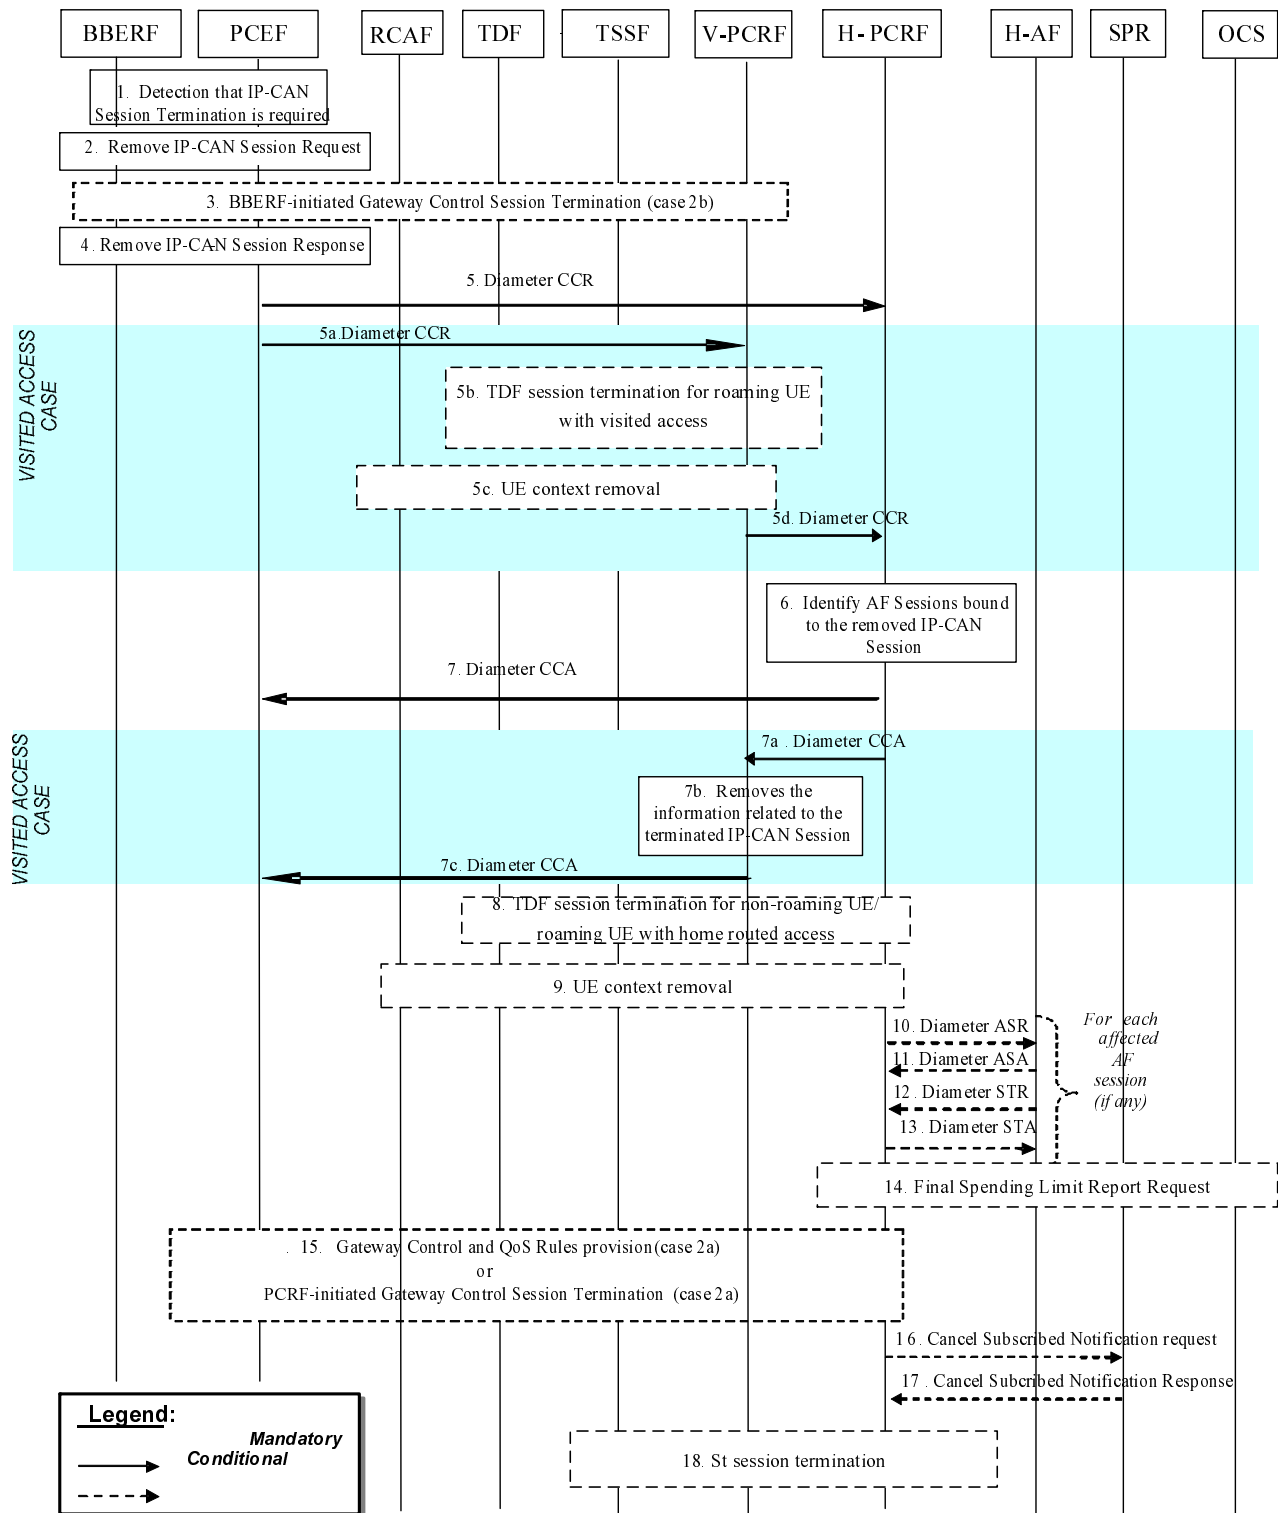 BBERF
PCEF
RCAF
TDF
TSSF
V-PCRF
H- PCRF
H-AF
SPR
OCS
1. Detection that IP-CAN
Session Termination is required
2. Remove IP-CAN Session Request
3. BBERF-initiated Gateway Control Session Termination (case 2b)
4. Remove IP-CAN Session Response
5. Diameter CCR
VISITED ACCESS
CASE
5a.Diameter CCR
5b. TDF session termination for roaming UE
with visited access
5c. UE context removal
5d. Diameter CCR
6. Identify AF Sessions bound
to the removed IP-CAN
Session
7. Diameter CCA
VISITED ACCESS
CASE
7a . Diameter CCA
7b. Removes the
information related to the
terminated IP-CAN Session
7c. Diameter CCA
8. TDF session termination for non-roaming UE/
roaming UE with home routed access
9. UE context removal
10. Diameter ASR
11. Diameter ASA
12. Diameter STR
13. Diameter STA
For each
affected
AF
session
(if any)
14. Final Spending Limit Report Request
. 15. Gateway Control and QoS Rules provision (case 2a)
or
PCRF-initiated Gateway Control Session Termination (case 2a)
16. Cancel Subscribed Notification request
17. Cancel Subcribed Notification Response
18. St session termination
Legend:
Mandatory
Conditional